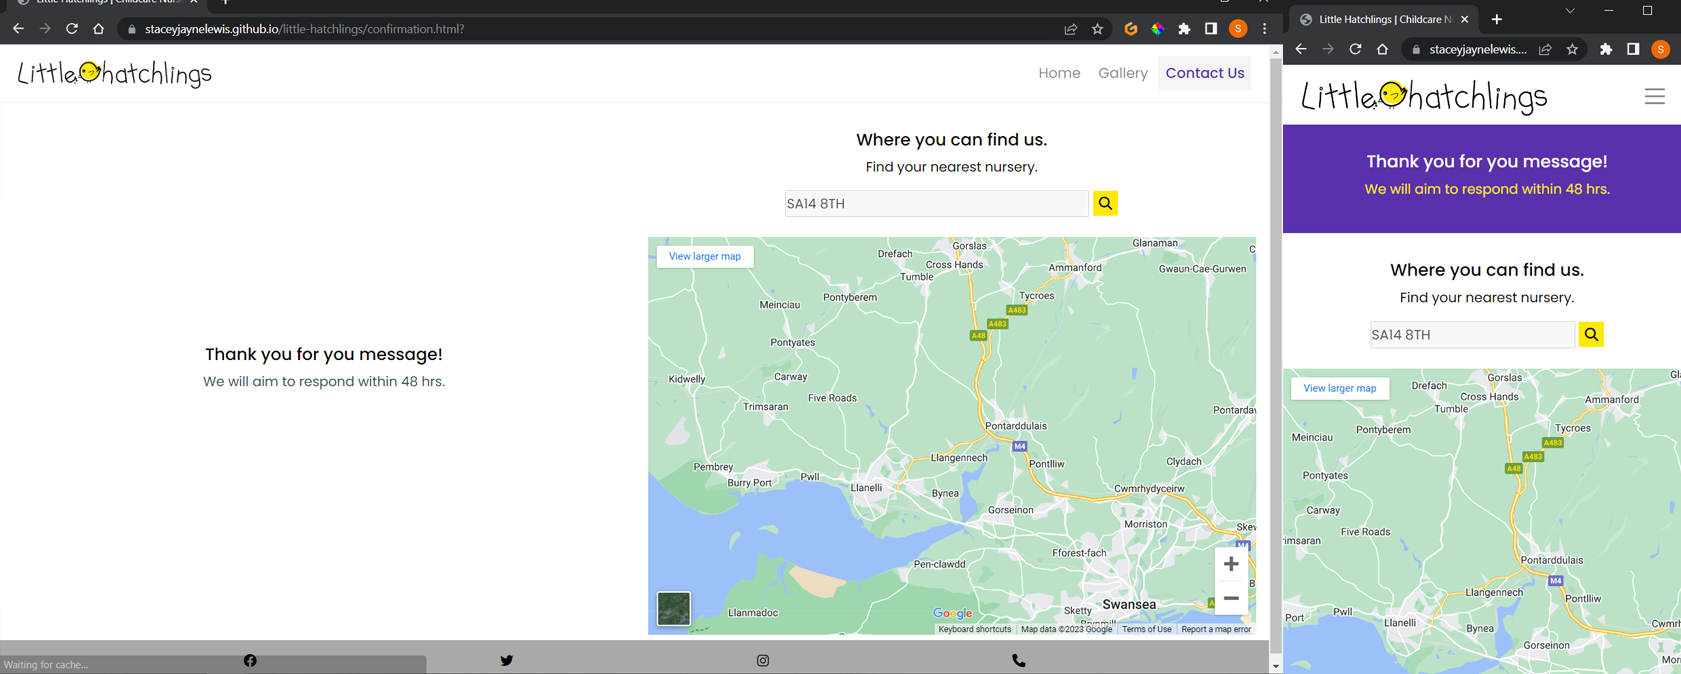 Little Hatchlings | Childcare Nurs
staceyjaynelewis.github.io/little-hatchlings/confirmation.html?
S
Little hatchlings
Home
Gallery
Contact Us
Where you can find us.
Find your nearest nursery.
SA14 8TH
Thank you for you message!
We will aim to respond within 48 hrs.
View larger map
Gorslas
Glanaman
Drefach
Cross Hands
Ammanford
Gwaun-Cae-Gurwen
Tumble
Tycroes
Pontyberem
Meinciau
A483
A483
A48
Pontyates
Carway
Kidwelly
Five Roads
Trimsaran
Pontarda
Pontarddulais
M4
Llangennech
Pontlliw
Clydach
Pembrey
Pwll
Burry Port
Llanelli
Bynea
Cwmrhydyceirw
Gorseinon
Morriston
Skew
M4
Fforest-fach
Pen-clawdd
Swansea
Sketty
Llanmadoc
Google
Keyboard shortcuts
Map data ©2023 Google
Terms of Use
Report a map error
Waiting for cache...
Little Hatchlings | Childcare N
staceyjaynelewis....
S
Little hatchlings
Thank you for you message!
We will aim to respond within 48 hrs.
Where you can find us.
Find your nearest nursery.
SA14 8TH
View larger map
Gorslas
Drefach
Cross Hands
Ammanford
Tumble
Tycroes
Pontyberem
Meinciau
A483
A483
A48
Pontyates
Carway
Five Roads
imsaran
Pontarddulais
M4
Llangennech
Pontlliw
Pwll
Port
Llanelli
Bynea
Cwmr
Gorseinon
Mo